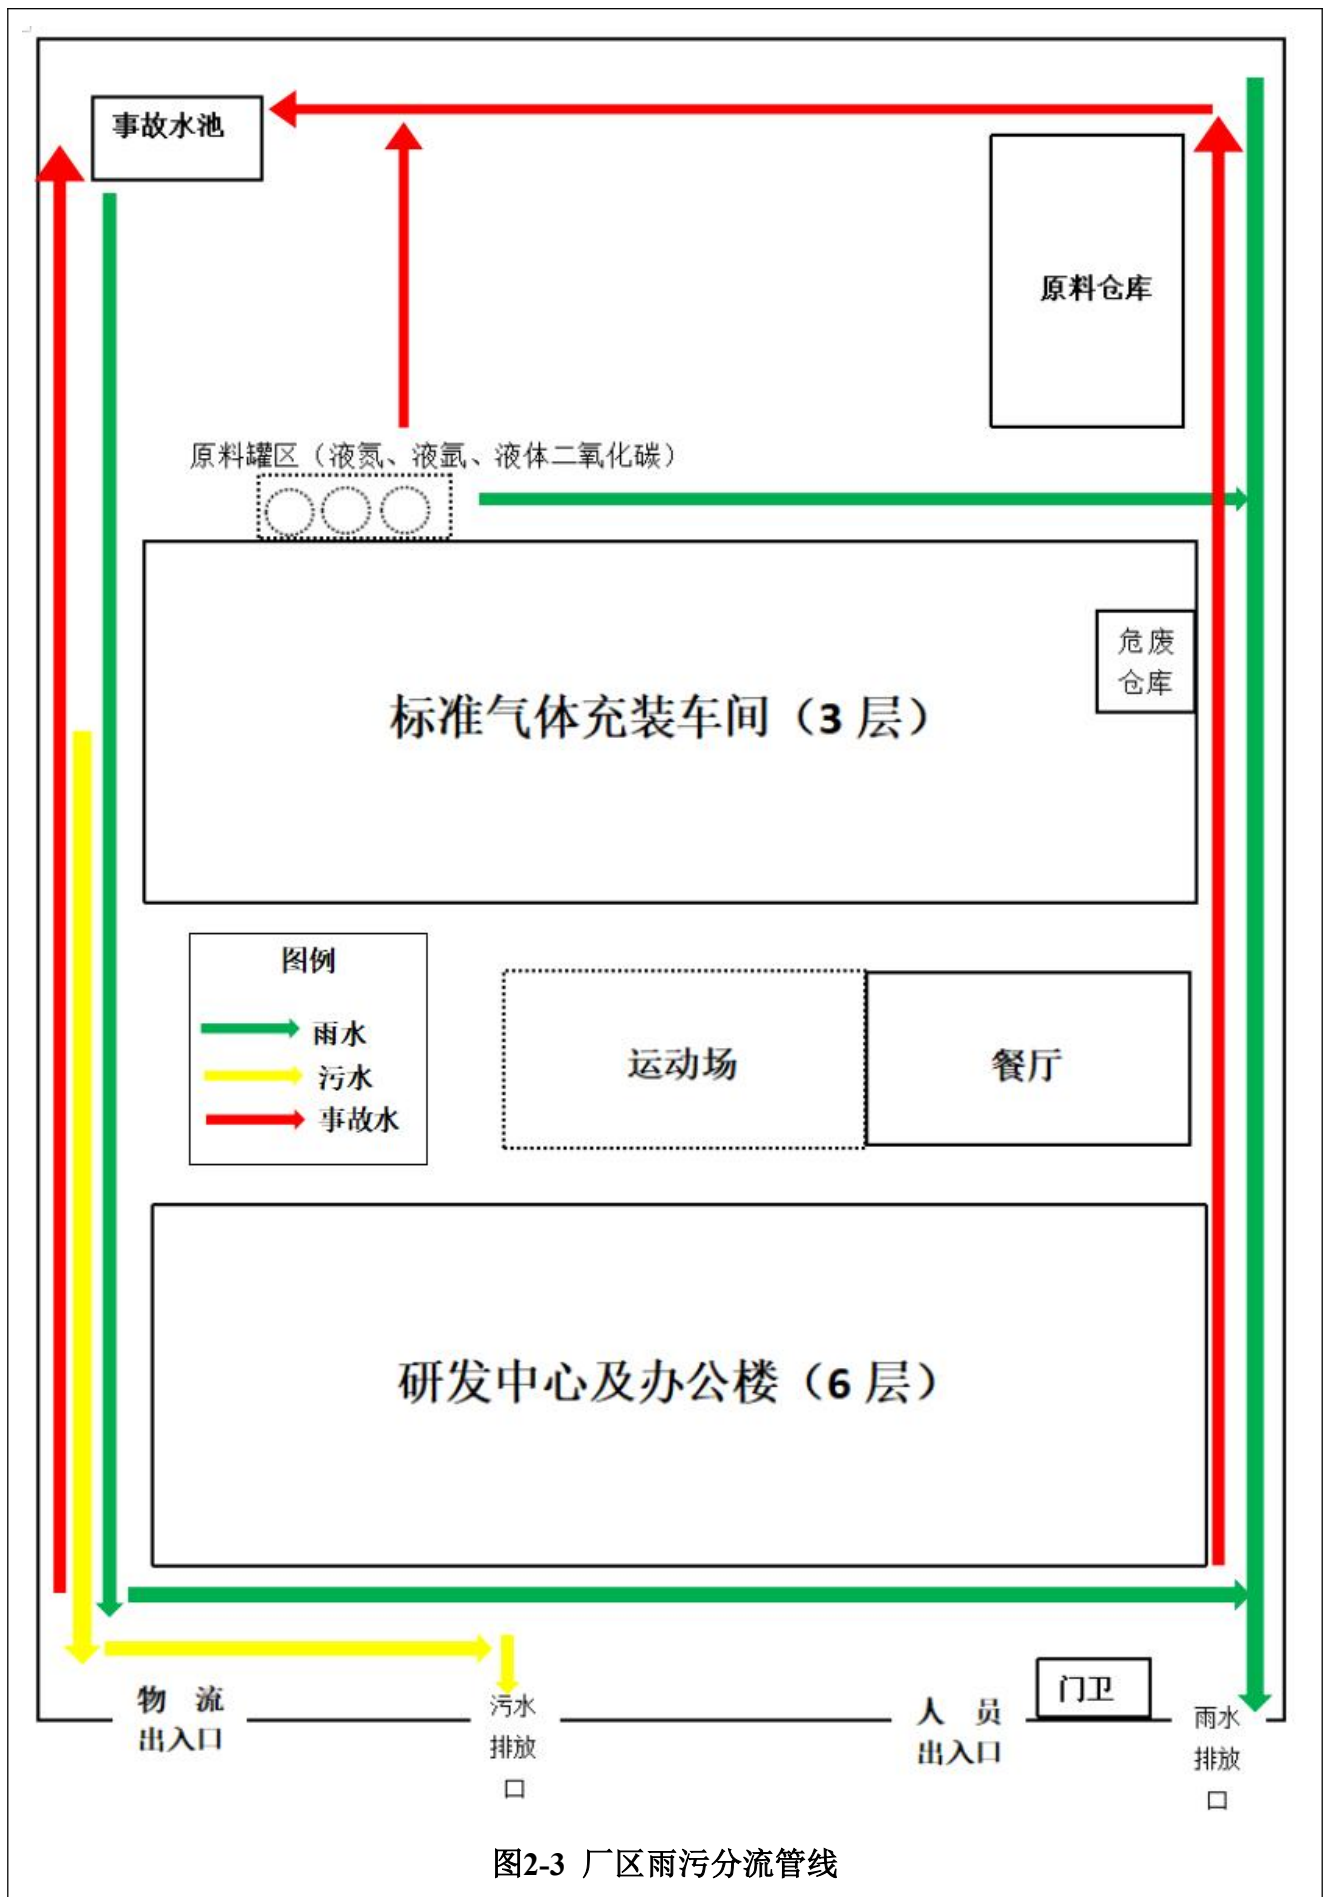 事故水池
原料仓库
原料罐区（液氮、液氩、液体二氧化碳）
危废
仓库
标准气体充装车间（3 层）
图例
雨水
污水
事故水
运动场
餐厅
研发中心及办公楼（6 层）
物 流
出入口
污水
排放
口
人 员
出入口
门卫
雨水
排放
口
图2-3 厂区雨污分流管线